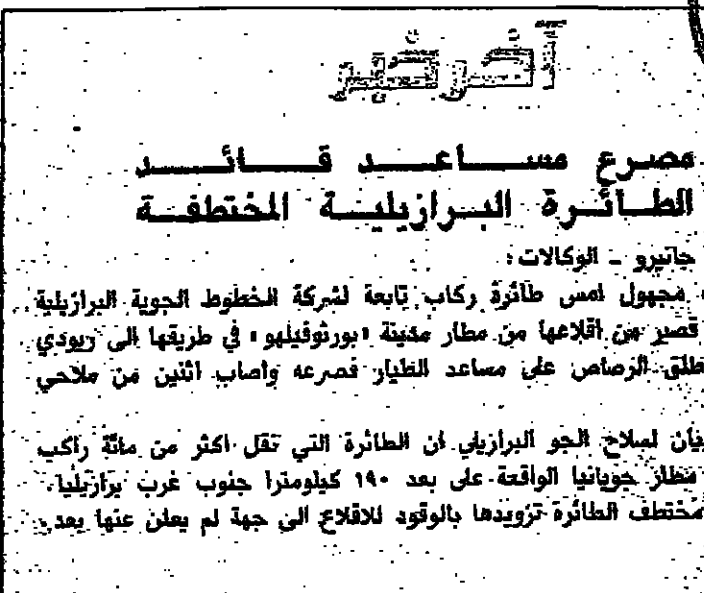 آخر خبر
مصرع مساعد قائد
الطائرة البرازيلية المختطفة
جانيرو - الوكالات :
مجهول امس طائرة ركاب تابعة لشركة الخطوط الجوية البرازيلية
قصير من اقلاعها من مطار مدينة «بورتوفيلهو» في طريقها الى ريودي
طلق الرصاص على مساعد الطيار فصرعه واصاب اثنين من ملاحي
يان لسلاح الجو البرازيلي ان الطائرة التي تقل اكثر من مائة راكب
مطار جويانيا الواقعة على بعد ١٩٠ كيلومترا جنوب غرب برازيليا .
مختطف الطائرة تزويدها بالوقود للاقلاع الى جهة لم يعلن عنها بعد .